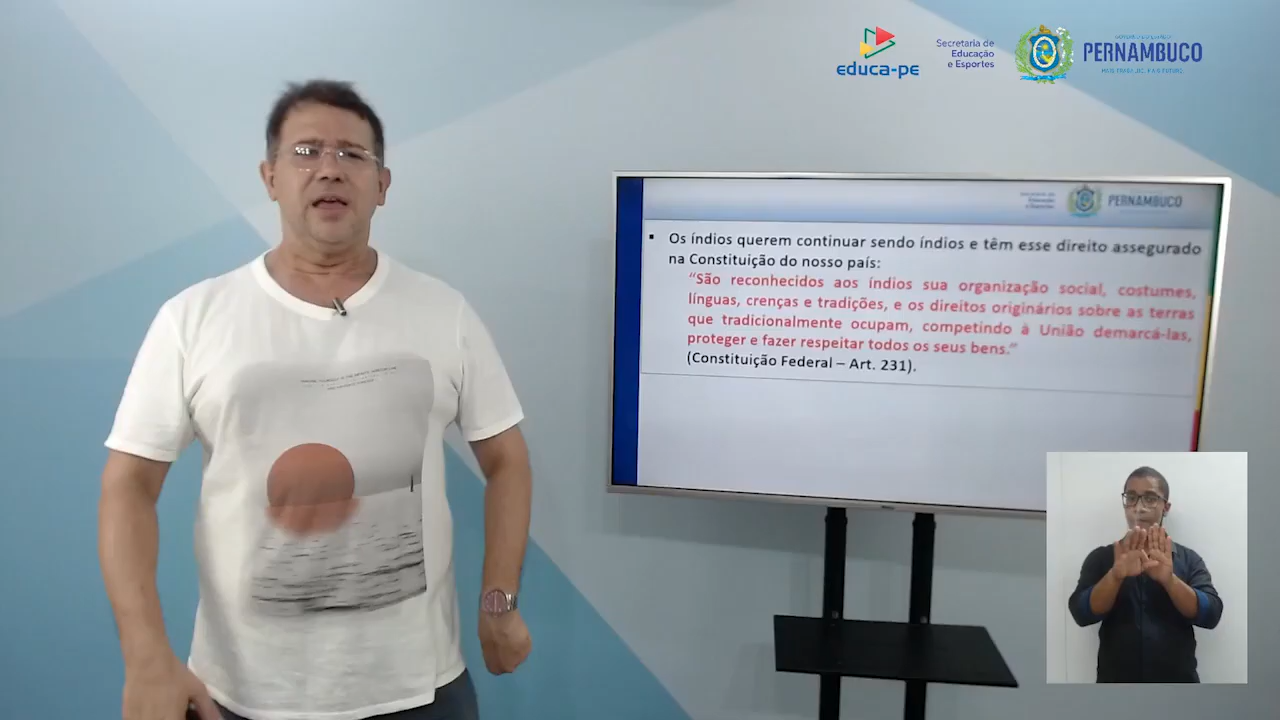 educa-PE
Secretaria de
Educação
e Esportes
PERNAMBUCO
PERNAMBUCO
▪ Os índios querem continuar sendo índios e têm esse direito assegurado
na Constituição do nosso país:
“São reconhecidos aos índios sua organização social, costumes,
línguas, crenças e tradições, e os direitos originários sobre as terras
que tradicionalmente ocupam, competindo à União demarcá-las,
proteger e fazer respeitar todos os seus bens.”
(Constituição Federal – Art. 231).